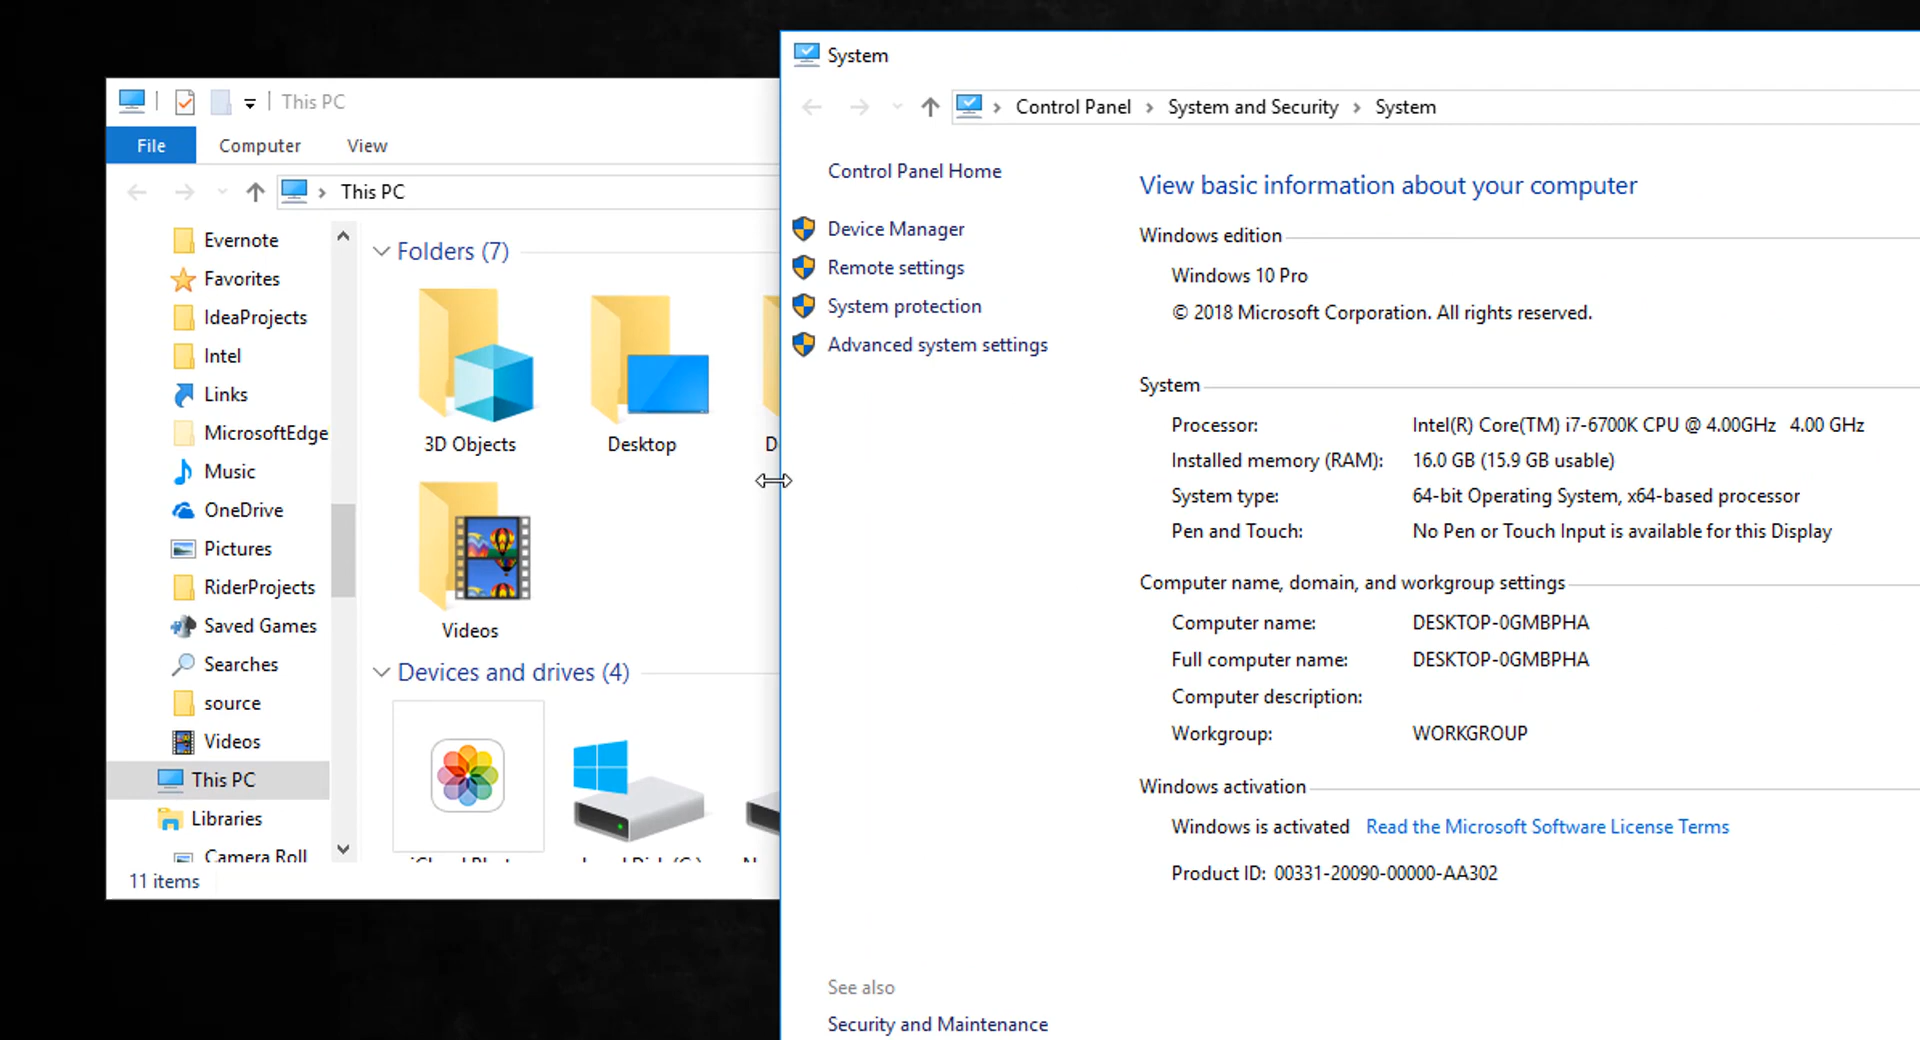 This PC
File Computer View
This PC
Evernote
Favorites
IdeaProjects
Intel
Links
MicrosoftEdge
Music
OneDrive
Pictures
RiderProjects
Saved Games
Searches
source
Videos
This PC
Libraries
Camera Roll
11 items
Folders (7)
3D Objects
Desktop
D
Videos
Devices and drives (4)
System
Control Panel System and Security System
Control Panel Home
Device Manager
Remote settings
System protection
Advanced system settings
See also
Security and Maintenance
View basic information about your computer
Windows edition
Windows 10 Pro
© 2018 Microsoft Corporation. All rights reserved.
System
Processor: Intel(R) Core(TM) i7-6700K CPU @ 4.00GHz 4.00 GHz
Installed memory (RAM): 16.0 GB (15.9 GB usable)
System type: 64-bit Operating System, x64-based processor
Pen and Touch: No Pen or Touch Input is available for this Display
Computer name, domain, and workgroup settings
Computer name: DESKTOP-0GMBPHA
Full computer name: DESKTOP-0GMBPHA
Computer description:
Workgroup: WORKGROUP
Windows activation
Windows is activated Read the Microsoft Software License Terms
Product ID: 00331-20090-00000-AA302